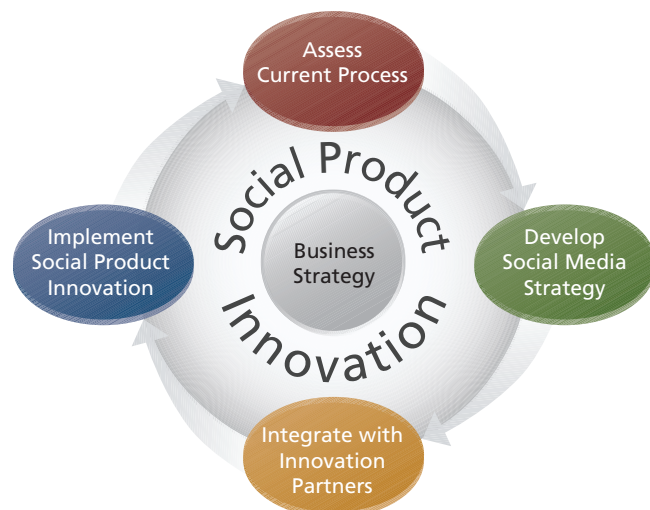 Assess
Current Process
Social Product
Innovation
Business
Strategy
Implement
Social Product
Innovation
Develop
Social Media
Strategy
Integrate with
Innovation
Partners